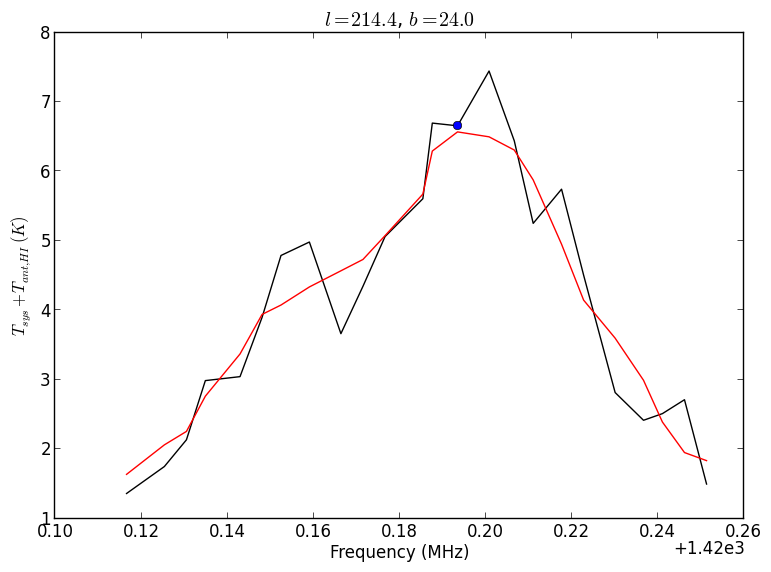 l = 214.4, b = 24.0
8
7
6
5
4
3
2
1
T_sys + T_ant,HI (K)
0.10 0.12 0.14 0.16 0.18 0.20 0.22 0.24 0.26
+1.42e3
Frequency (MHz)